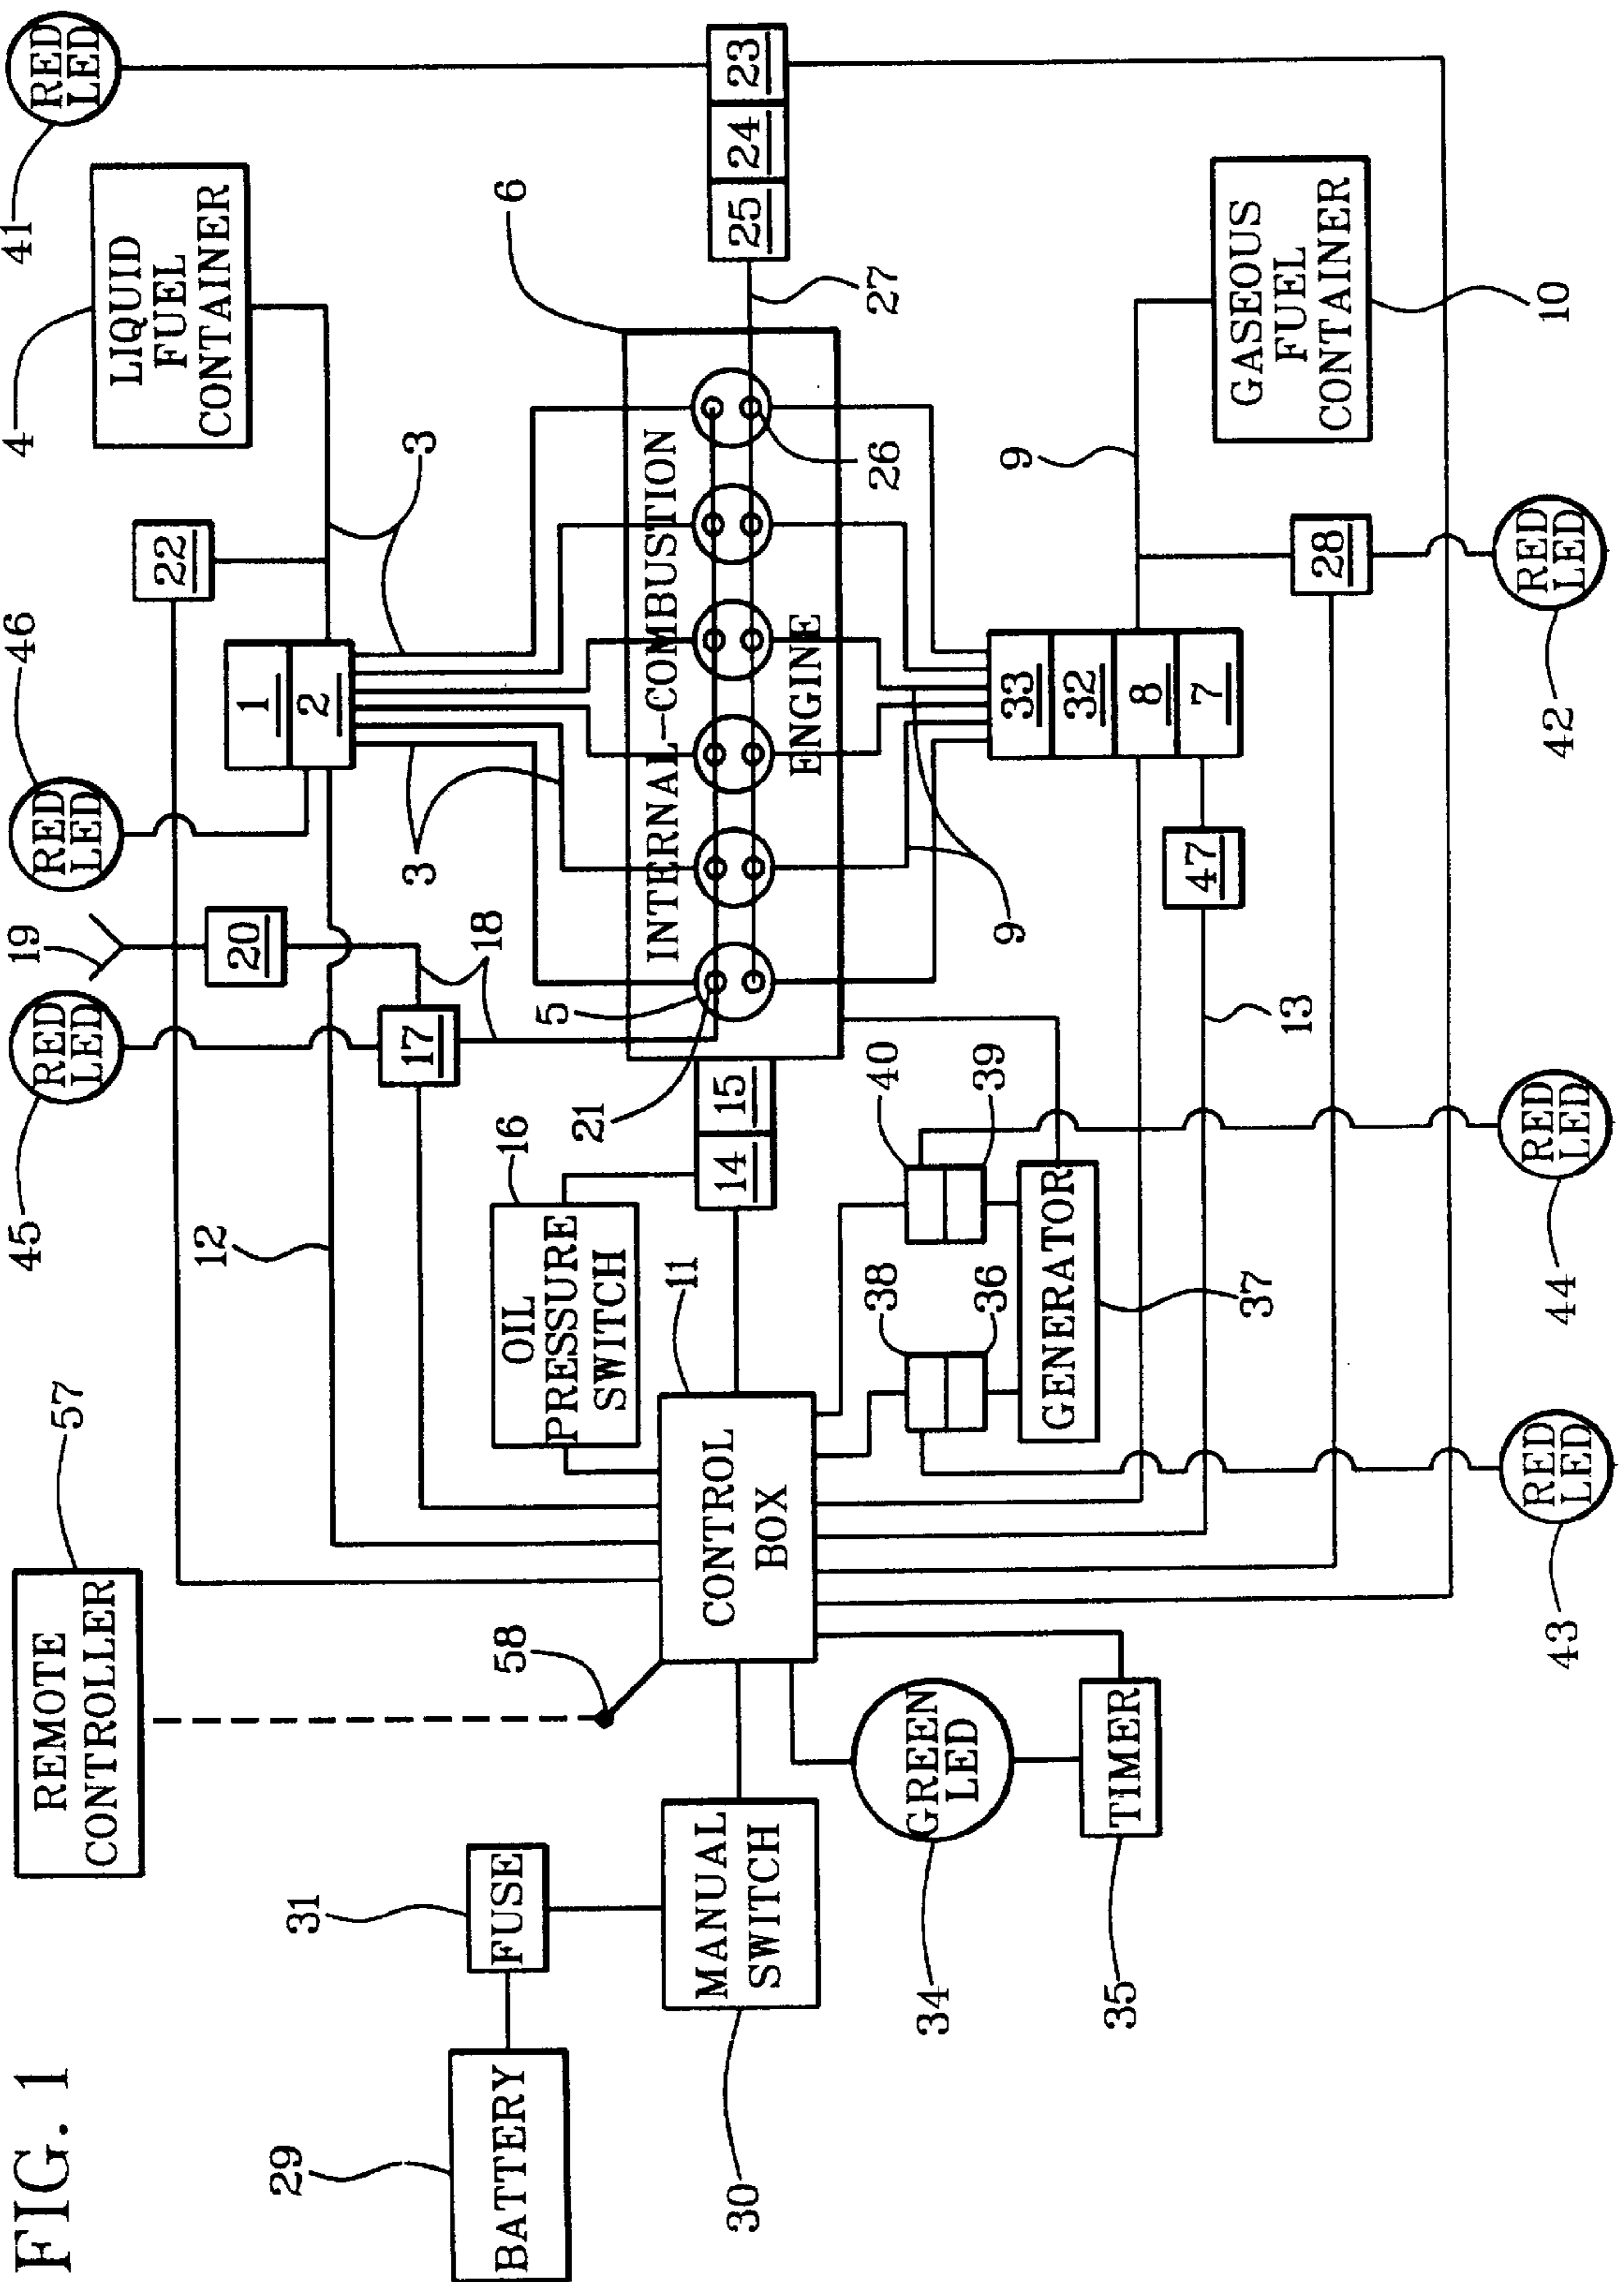 FIG. 1
REMOTE
CONTROLLER
57
58
BATTERY
29
FUSE
31
MANUAL
SWITCH
30
GREEN
LED
34
TIMER
35
CONTROL
BOX
11
OIL
PRESSURE
SWITCH
16
12
RED
LED
45
19
20
17
18
RED
LED
46
1
2
22
3
3
3
LIQUID
FUEL
CONTAINER
4
RED
LED
41
14
15
21
5
INTERNAL-COMBUSTION
ENGINE
6
26
27
25
24
23
38
36
40
39
GENERATOR
37
13
47
9
33
32
8
7
9
28
GASEOUS
FUEL
CONTAINER
10
RED
LED
43
RED
LED
44
RED
LED
42